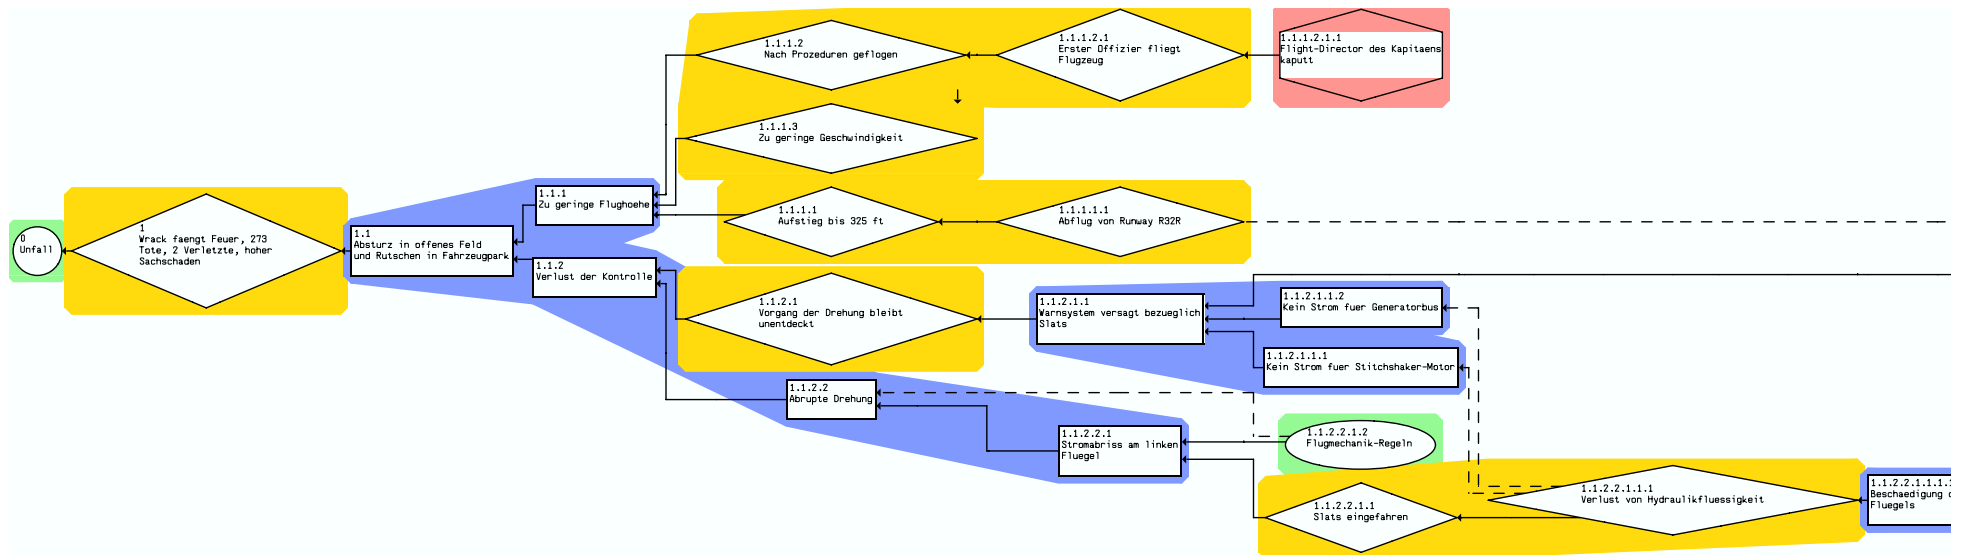 0
Unfall
1
Wrack faengt Feuer, 273
Tote, 2 Verletzte, hoher
Sachschaden
1.1
Absturz in offenes Feld
und Rutschen in Fahrzeugpark
1.1.1
Zu geringe Flughoehe
1.1.2
Verlust der Kontrolle
1.1.1.2
Nach Prozeduren geflogen
1.1.1.2.1
Erster Offizier fliegt
Flugzeug
1.1.1.2.1.1
Flight-Director des Kapitaens
kaputt
1.1.1.3
Zu geringe Geschwindigkeit
1.1.1.1
Aufstieg bis 325 ft
1.1.1.1.1
Abflug von Runway R32R
1.1.2.1
Vorgang der Drehung bleibt
unentdeckt
1.1.2.1.1
Warnsystem versagt bezueglich
Slats
1.1.2.1.1.2
Kein Strom fuer Generatorbus
1.1.2.1.1.1
Kein Strom fuer Stitchshaker-Motor
1.1.2.2
Abrupte Drehung
1.1.2.2.1
Stromabriss am linken
Fluegel
1.1.2.2.1.2
Flugmechanik-Regeln
1.1.2.2.1.1
Slats eingefahren
1.1.2.2.1.1.1
Verlust von Hydraulikfluessigkeit
1.1.2.2.1.1.1.1
Beschaedigung
Fluegels